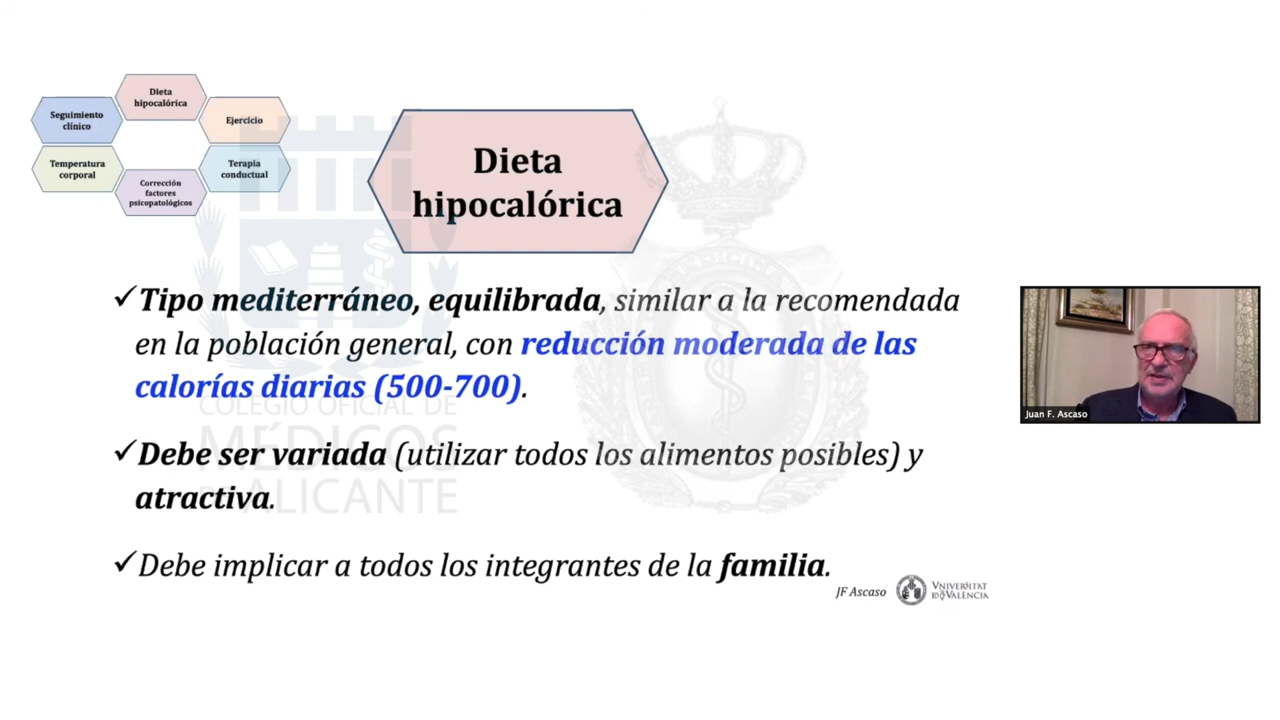 Dieta
hipocalórica
Seguimiento
clínico
Ejercicio
Temperatura
corporal
Terapia
conductual
Corrección
factores
psicopatológicos
Dieta
hipocalórica
✓Tipo mediterráneo, equilibrada, similar a la recomendada
en la población general, con reducción moderada de las
calorías diarias (500-700).
✓Debe ser variada (utilizar todos los alimentos posibles) y
atractiva.
✓Debe implicar a todos los integrantes de la familia.
JF Ascaso
VNIVERSITAT
DE VALÈNCIA
COLEGIO OFICIAL DE
MÉDICOS
DE ALICANTE
MEDICINA
Juan F. Ascaso